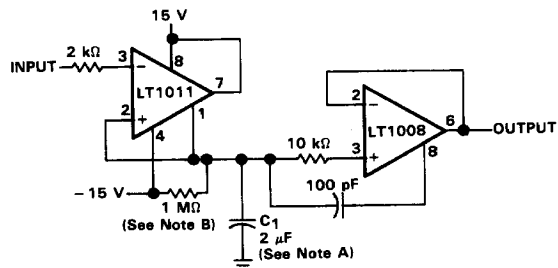 15 V
2 kΩ
INPUT
3
−
8
LT1011
7
2
+
1
4
−15 V
1 MΩ
(See Note B)
C1
2 μF
(See Note A)
10 kΩ
100 pF
2
−
LT1008
6
OUTPUT
3
+
8